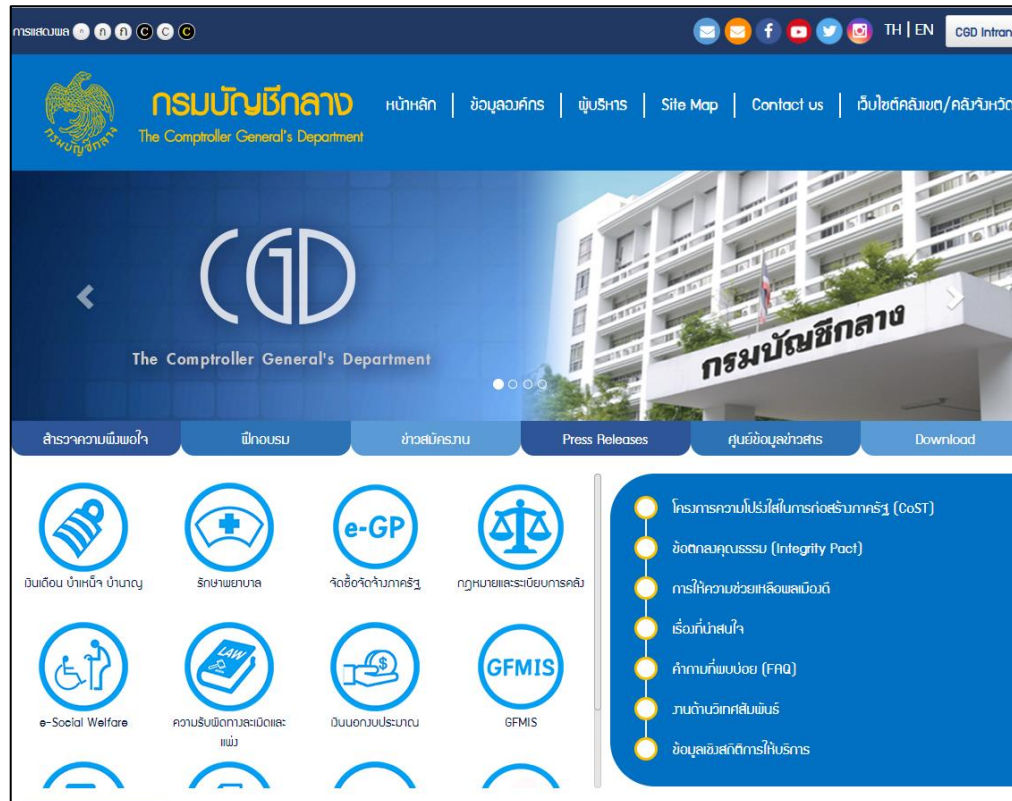 การแสดงผล ก ก ก C C C
TH | EN CGD Intran
กรมบัญชีกลาง
กรมบัญชีกลาง
The Comptroller General's Department
หน้าหลัก | ข้อมูลองค์กร | ผู้บริหาร | Site Map | Contact us | เว็บไซต์คลังเขต/คลังจังหวัด
CGD
The Comptroller General's Department
กรมบัญชีกลาง
สำรวจความพึงพอใจ ฝึกอบรม ข่าวสมัครงาน Press Releases ศูนย์ข้อมูลข่าวสาร Download
e-GP
เงินเดือน บำเหน็จ บำนาญ รักษาพยาบาล จัดซื้อจัดจ้างภาครัฐ กฎหมายและระเบียบการคลัง
LAW $ GFMIS
e-Social Welfare ความรับผิดทางละเมิดและ เงินนอกงบประมาณ GFMIS
แพ่ง
โครงการความโปร่งใสในการก่อสร้างภาครัฐ (CoST)
ข้อตกลงคุณธรรม (Integrity Pact)
การให้ความช่วยเหลือพลเมืองดี
เรื่องที่น่าสนใจ
คำถามที่พบบ่อย (FAQ)
งานด้านวิเทศสัมพันธ์
ข้อมูลเชิงสถิติการให้บริการ